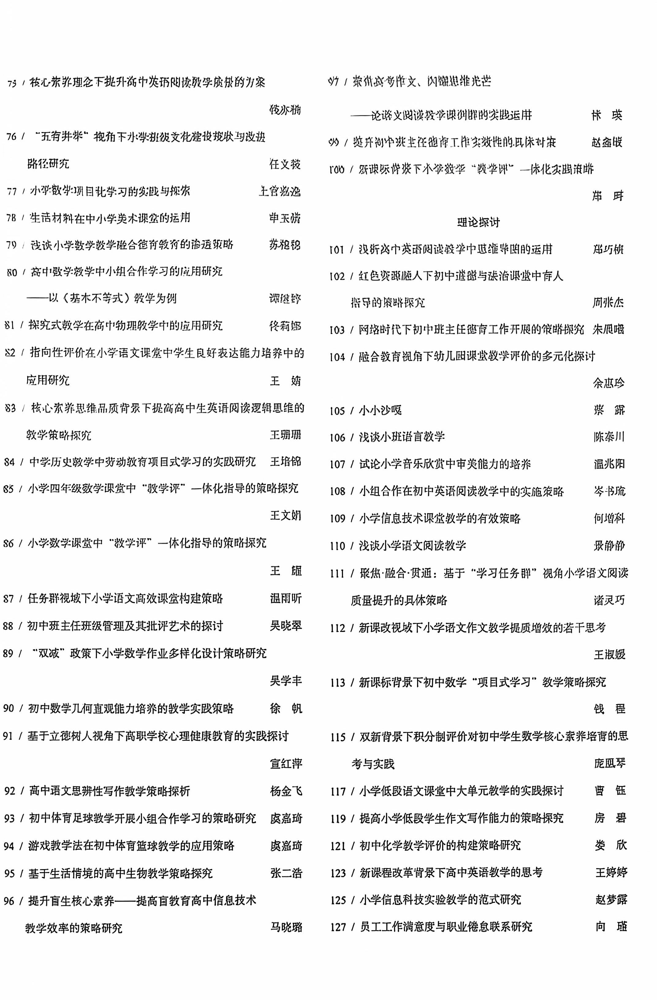 75 / 核心素养理念下提升高中英语阅读教学质量的方案
76 / “五育并举”视角下小学班级文化建设现状与改进
路径研究 任文
77 / 小学数学项目化学习的实践与探索 上官
78 / 生活材料在中小学美术课堂的运用 申玉
79 / 浅谈小学数学教学融合德育教育的渗透策略 苏
80 / 高中数学教学中小组合作学习的应用研究
——以《基本不等式》教学为例 谭
81 / 探究式教学在高中物理教学中的应用研究 佟莉娜
82 / 指向性评价在小学语文课堂中学生良好表达能力培养中的
应用研究 王 婧
83 / 核心素养思维品质背景下提高高中生英语阅读逻辑思维的
教学策略探究 王珊珊
84 / 中学历史教学中劳动教育项目式学习的实践研究 王培铭
85 / 小学四年级数学课堂中“教学评”一体化指导的策略探究
王文娟
86 / 小学数学课堂中“教学评”一体化指导的策略探究
王
87 / 任务群视域下小学语文高效课堂构建策略 温雨听
88 / 初中班主任班级管理及其批评艺术的探讨 吴晓翠
89 / “双减”政策下小学数学作业多样化设计策略研究
吴学丰
90 / 初中数学几何直观能力培养的教学实践策略 徐 帆
91 / 基于立德树人视角下高职学校心理健康教育的实践探讨
宣红萍
92 / 高中语文思辨性写作教学策略探析 杨金飞
93 / 初中体育足球教学开展小组合作学习的策略研究 虞嘉琦
94 / 游戏教学法在初中体育篮球教学的应用策略 虞嘉琦
95 / 基于生活情境的高中生物教学策略探究 张二浩
96 / 提升盲生核心素养——提高盲教育高中信息技术
教学效率的策略研究 马晓璐
97 / 作文、闪耀思维光芒
——论语文阅读教学课例群的实践运用 瑛
99 / 提升初中班主任德育工作实效性的具体对策 赵
100 / 新课标背景下小学数学“教学评”一体化实践策略
郑
理论探讨
101 / 浅析高中英语阅读教学中思维导图的运用 郑巧
102 / 红色资源融入下初中道德与法治课堂中育人
指导的策略探究 周张杰
103 / 网络时代下初中班主任德育工作开展的策略探究 朱晨曦
104 / 融合教育视角下幼儿园课堂教学评价的多元化探讨
余惠珍
105 / 小小沙嘎 蔡 霏
106 / 浅谈小班语言教学 陈泰川
107 / 试论小学音乐欣赏中审美能力的培养 温兆阳
108 / 小组合作在初中英语阅读教学中的实施策略 岑书琉
109 / 小学信息技术课堂教学的有效策略 何增科
110 / 浅谈小学语文阅读教学 景静静
111 / 聚焦·融合·贯通：基于“学习任务群”视角小学语文阅读
质量提升的具体策略 诸灵巧
112 / 新课改视域下小学语文作文教学提质增效的若干思考
王淑媛
113 / 新课标背景下初中数学“项目式学习”教学策略探究
钱 程
115 / 双新背景下积分制评价对初中学生数学核心素养培育的思
考与实践 庞凤琴
117 / 小学低段语文课堂中大单元教学的实践探讨 曹 钰
119 / 提高小学低段学生作文写作能力的策略探究 房 碧
121 / 初中化学教学评价的构建策略研究 娄 欣
123 / 新课程改革背景下高中英语教学的思考 王婷婷
125 / 小学信息科技实验教学的范式研究 赵梦露
127 / 员工工作满意度与职业倦怠联系研究 向 瑾